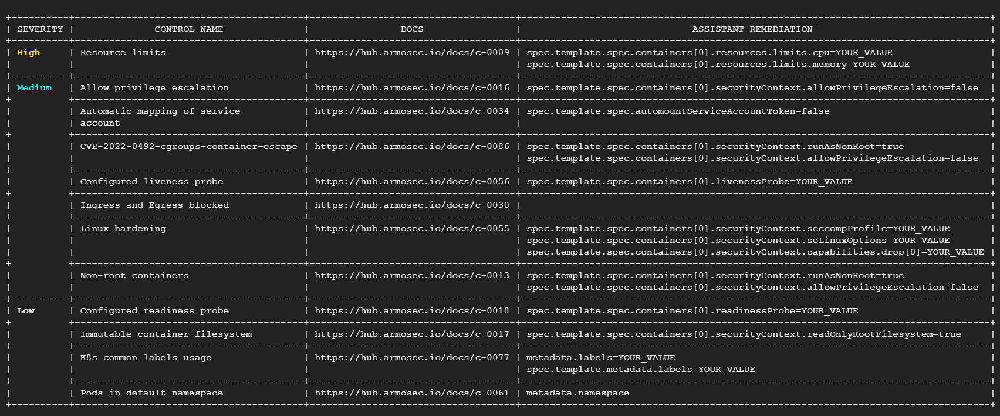 SEVERITY | CONTROL NAME | DOCS | ASSISTANT REMEDIATION
High | Resource limits | https://hub.armosec.io/docs/c-0009 | spec.template.spec.containers[0].resources.limits.cpu=YOUR_VALUE
spec.template.spec.containers[0].resources.limits.memory=YOUR_VALUE
Medium | Allow privilege escalation | https://hub.armosec.io/docs/c-0016 | spec.template.spec.containers[0].securityContext.allowPrivilegeEscalation=false
Automatic mapping of service | https://hub.armosec.io/docs/c-0034 | spec.template.spec.automountServiceAccountToken=false
account
CVE-2022-0492-cgroups-container-escape | https://hub.armosec.io/docs/c-0086 | spec.template.spec.containers[0].securityContext.runAsNonRoot=true
spec.template.spec.containers[0].securityContext.allowPrivilegeEscalation=false
Configured liveness probe | https://hub.armosec.io/docs/c-0056 | spec.template.spec.containers[0].livenessProbe=YOUR_VALUE
Ingress and Egress blocked | https://hub.armosec.io/docs/c-0030 |
Linux hardening | https://hub.armosec.io/docs/c-0055 | spec.template.spec.containers[0].securityContext.seccompProfile=YOUR_VALUE
spec.template.spec.containers[0].securityContext.seLinuxOptions=YOUR_VALUE
spec.template.spec.containers[0].securityContext.capabilities.drop[0]=YOUR_VALUE
Non-root containers | https://hub.armosec.io/docs/c-0013 | spec.template.spec.containers[0].securityContext.runAsNonRoot=true
spec.template.spec.containers[0].securityContext.allowPrivilegeEscalation=false
Low | Configured readiness probe | https://hub.armosec.io/docs/c-0018 | spec.template.spec.containers[0].readinessProbe=YOUR_VALUE
Immutable container filesystem | https://hub.armosec.io/docs/c-0017 | spec.template.spec.containers[0].securityContext.readOnlyRootFilesystem=true
K8s common labels usage | https://hub.armosec.io/docs/c-0077 | metadata.labels=YOUR_VALUE
spec.template.metadata.labels=YOUR_VALUE
Pods in default namespace | https://hub.armosec.io/docs/c-0061 | metadata.namespace